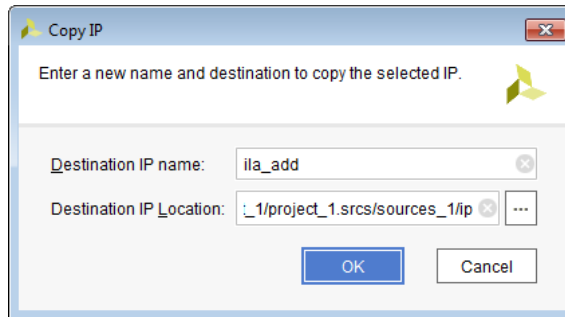 Copy IP
Enter a new name and destination to copy the selected IP.
Destination IP name: ila_add
Destination IP Location: :_1/project_1.srcs/sources_1/ip ...
OK Cancel